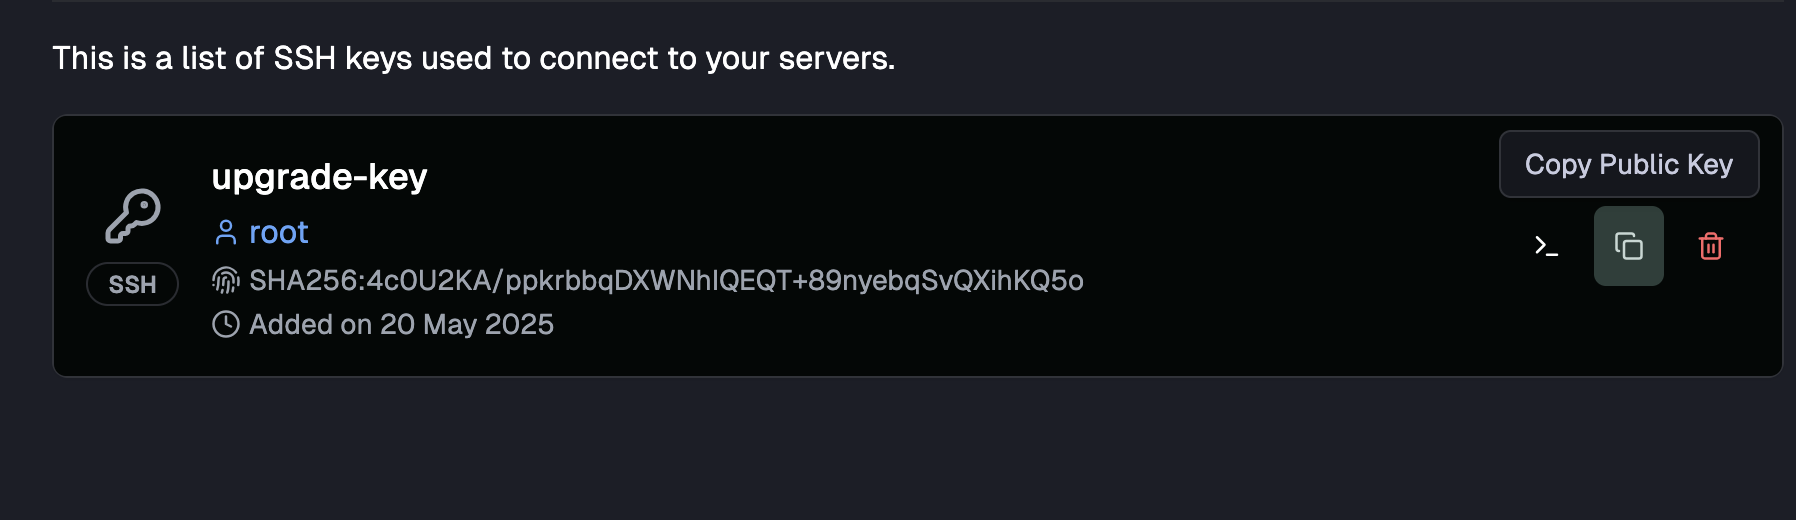 This is a list of SSH keys used to connect to your servers.
upgrade-key
Copy Public Key
root
SSH
SHA256:4c0U2KA/ppkrbbqDXWNhIQEQT+89nyebqSvQXihKQ5o
Added on 20 May 2025